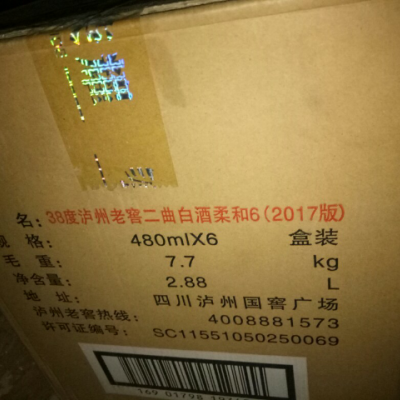 名: 38度泸州老窖二曲白酒柔和6(2017版)
规 格: 480mlX6 盒装
毛 重: 7.7 kg
净含量: 2.88 L
地 址: 四川泸州国窖广场
泸州老窖热线: 4008881573
许可证编号: SC11551050250069